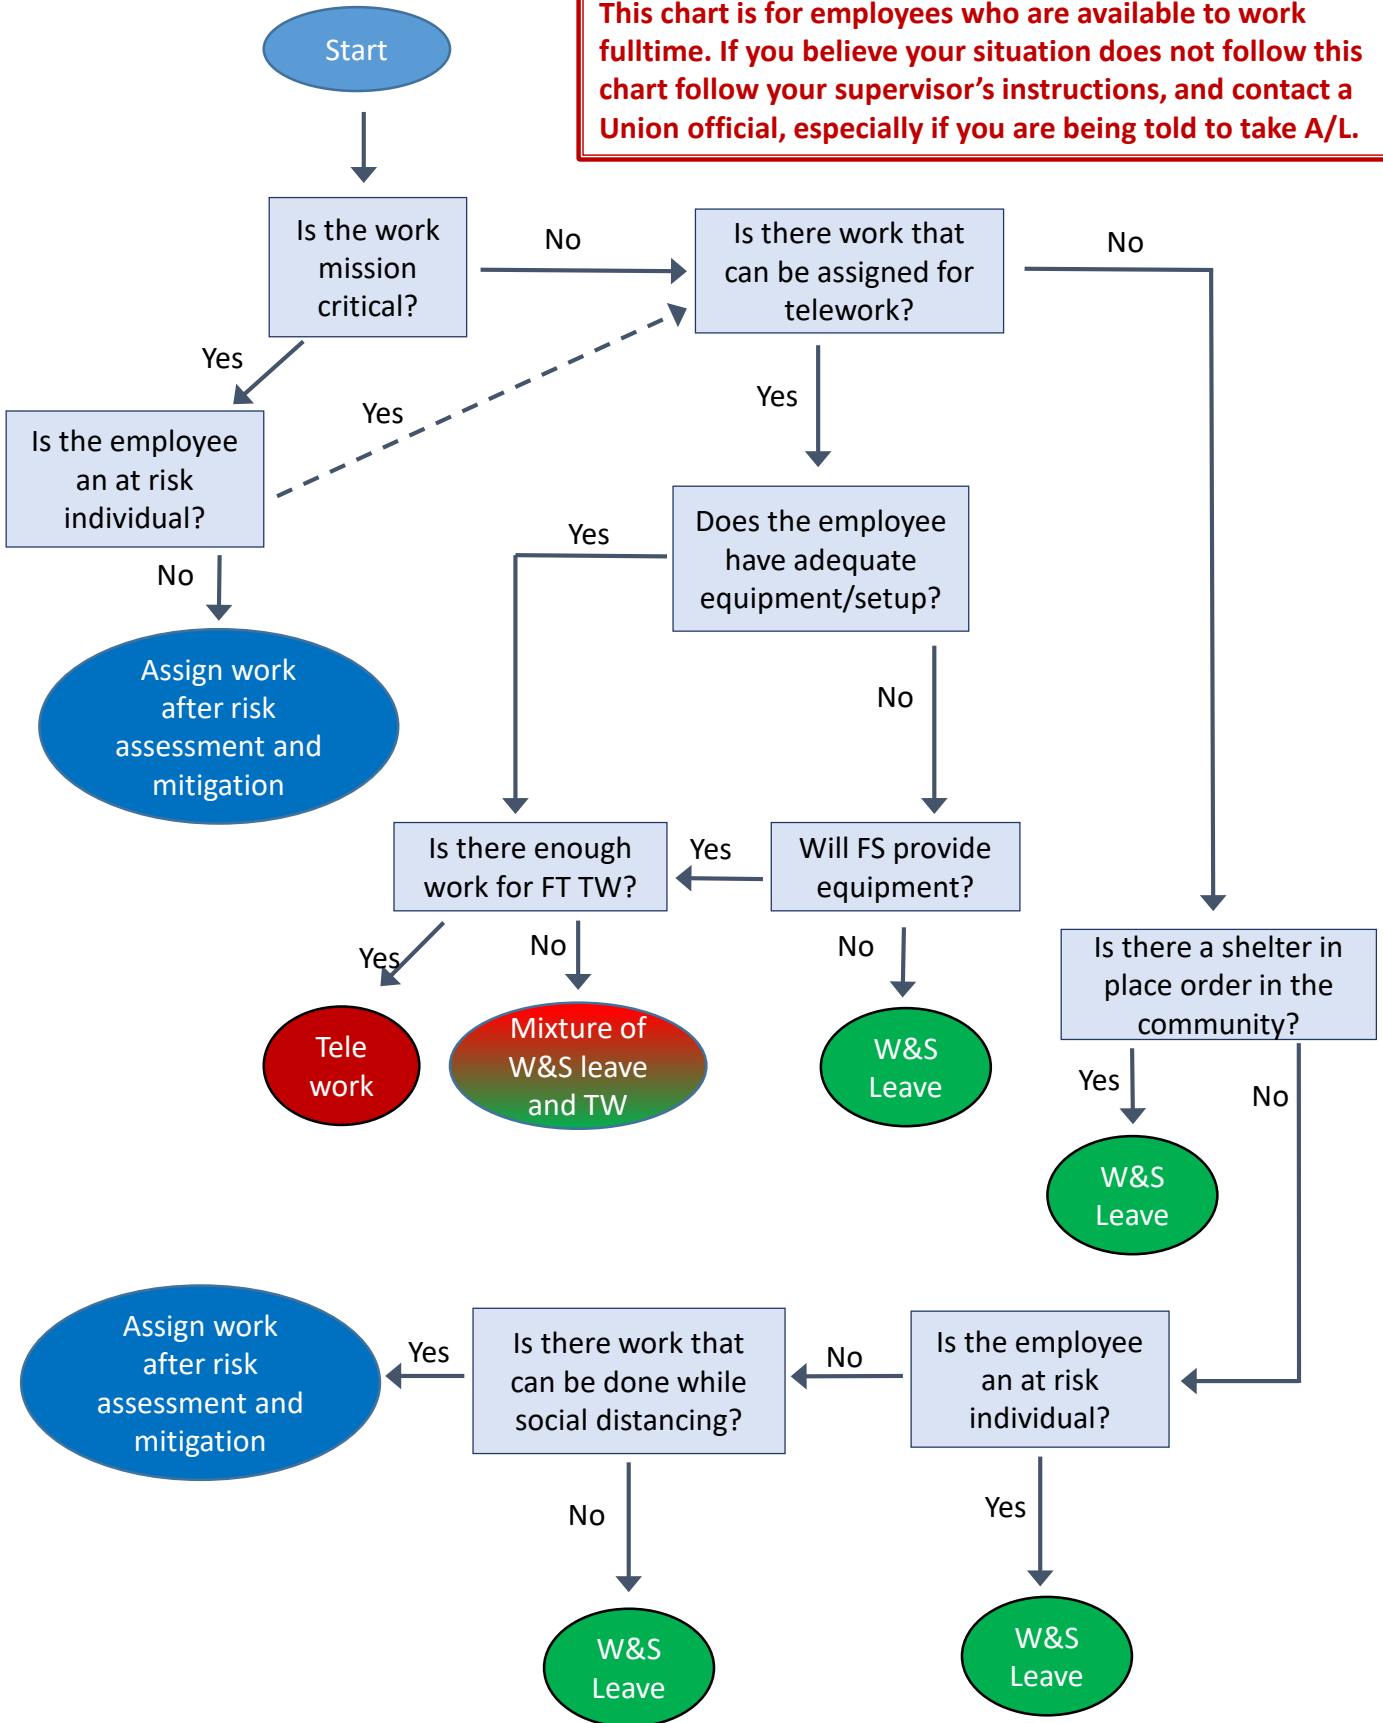 This chart is for employees who are available to work
fulltime. If you believe your situation does not follow this
chart follow your supervisor’s instructions, and contact a
Union official, especially if you are being told to take A/L.
Start
Is the work
mission
critical?
No
Is there work that
can be assigned for
telework?
No
Yes
Yes
Yes
Is the employee
an at risk
individual?
No
Yes
Does the employee
have adequate
equipment/setup?
No
Assign work
after risk
assessment and
mitigation
Is there enough
work for FT TW?
Yes
Will FS provide
equipment?
Yes
No
No
Is there a shelter in
place order in the
community?
Tele
work
Mixture of
W&S leave
and TW
W&S
Leave
Yes
No
W&S
Leave
Assign work
after risk
assessment and
mitigation
Yes
Is there work that
can be done while
social distancing?
No
Is the employee
an at risk
individual?
No
Yes
W&S
Leave
W&S
Leave